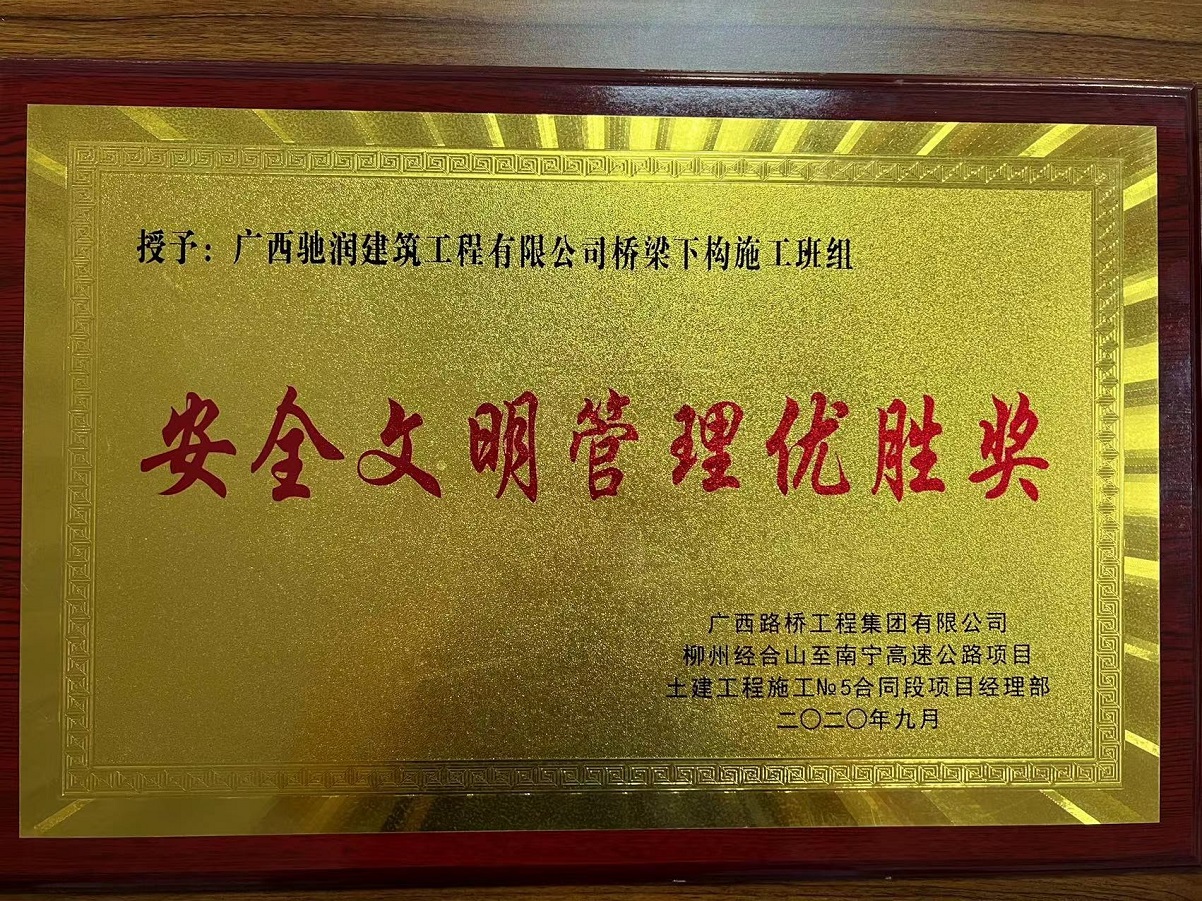 授予：广西驰润建筑工程有限公司桥梁下构施工班组
安全文明管理优胜奖
广西路桥工程集团有限公司
柳州经合山至南宁高速公路项目
土建工程施工№5合同段项目经理部
二〇二〇年九月